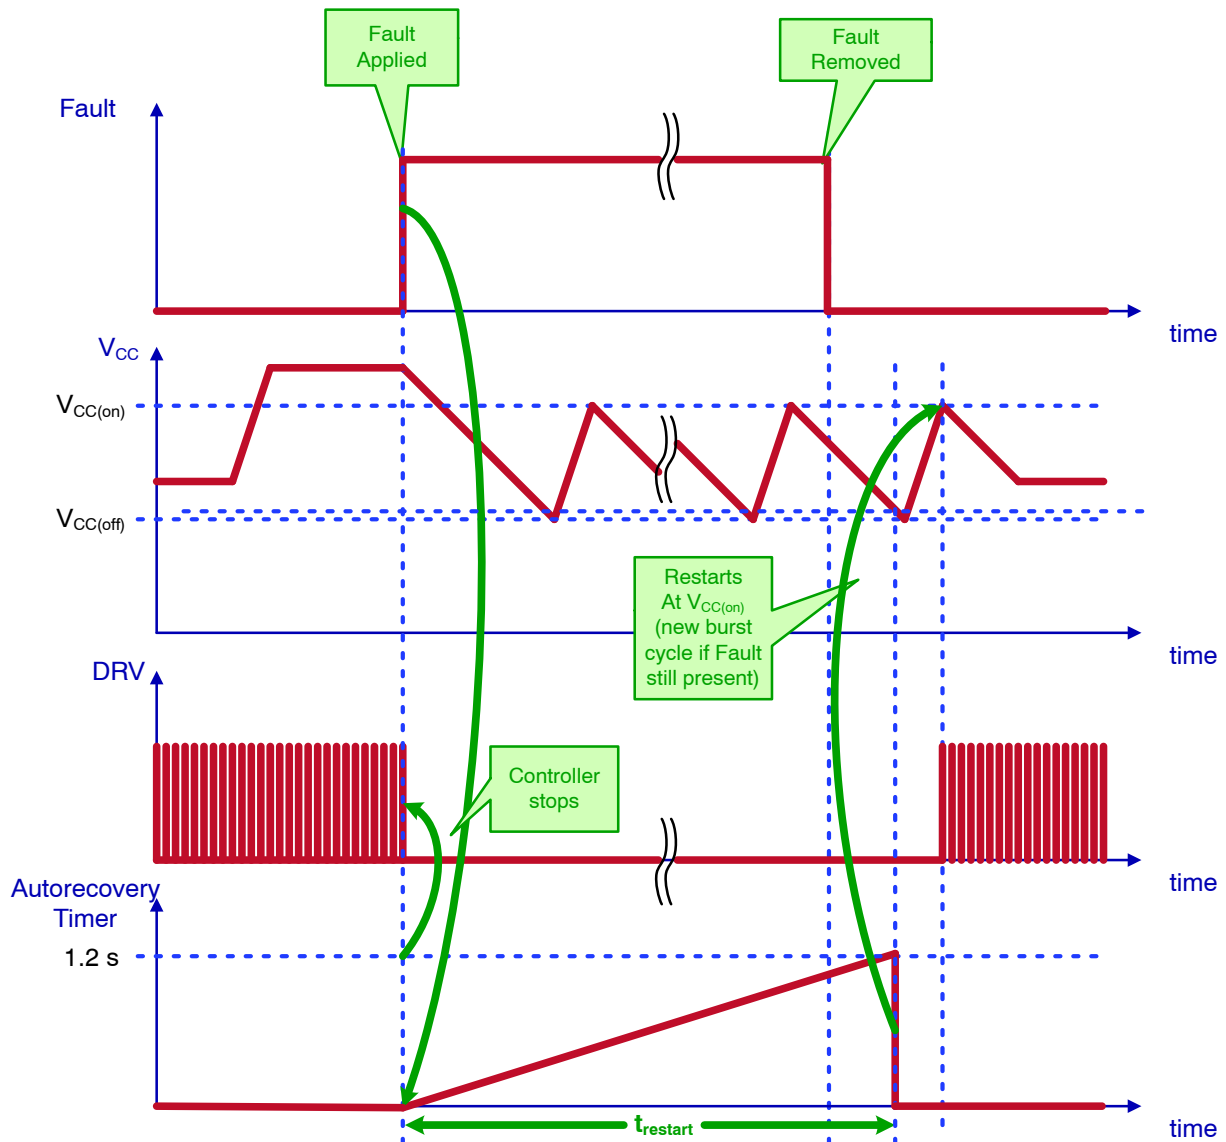 Fault
Applied
Fault
Removed
Fault
time
VCC
VCC(on)
VCC(off)
Restarts
At VCC(on)
(new burst
cycle if Fault
still present)
time
DRV
Controller
stops
time
Autorecovery
Timer
1.2 s
trestart
time